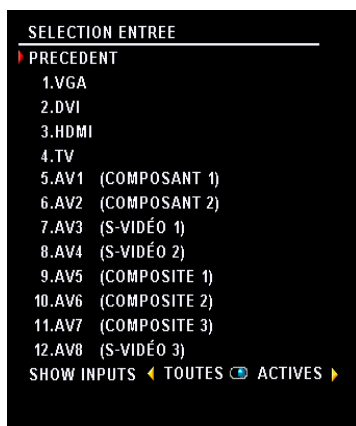 SELECTION ENTREE
PRECEDENT
1.VGA
2.DVI
3.HDMI
4.TV
5.AV1 (COMPOSANT 1)
6.AV2 (COMPOSANT 2)
7.AV3 (S-VIDÉO 1)
8.AV4 (S-VIDÉO 2)
9.AV5 (COMPOSITE 1)
10.AV6 (COMPOSITE 2)
11.AV7 (COMPOSITE 3)
12.AV8 (S-VIDÉO 3)
SHOW INPUTS TOUTES ACTIVES